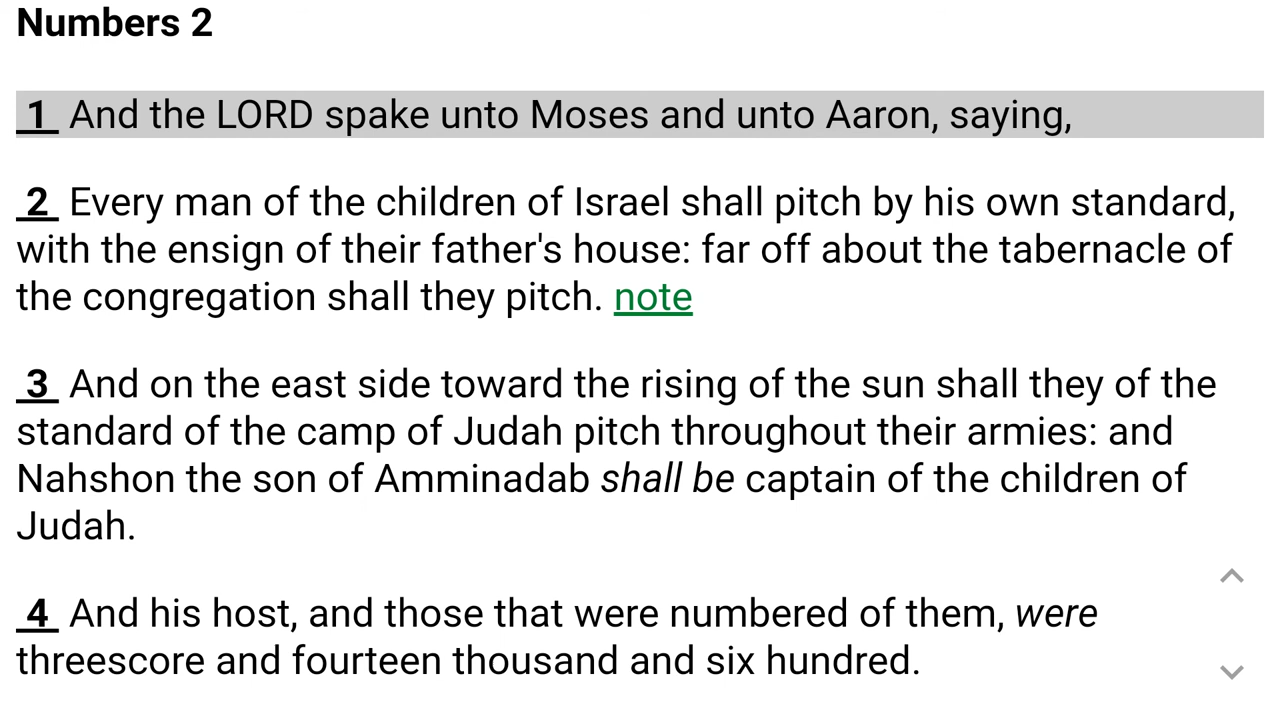 Numbers 2
1 And the LORD spake unto Moses and unto Aaron, saying,
2 Every man of the children of Israel shall pitch by his own standard,
with the ensign of their father's house: far off about the tabernacle of
the congregation shall they pitch. note
3 And on the east side toward the rising of the sun shall they of the
standard of the camp of Judah pitch throughout their armies: and
Nahshon the son of Amminadab shall be captain of the children of
Judah.
4 And his host, and those that were numbered of them, were
threescore and fourteen thousand and six hundred.